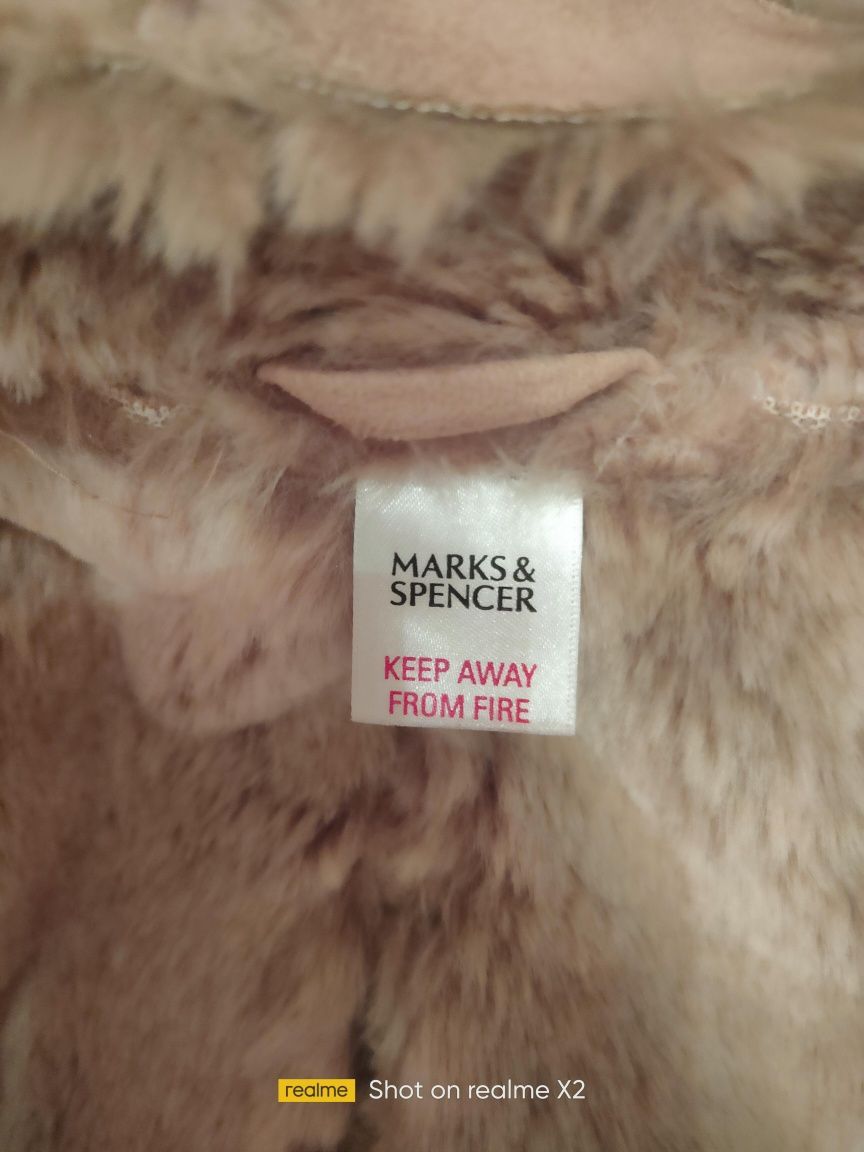 MARKS &
SPENCER
KEEP AWAY
FROM FIRE
realme Shot on realme X2